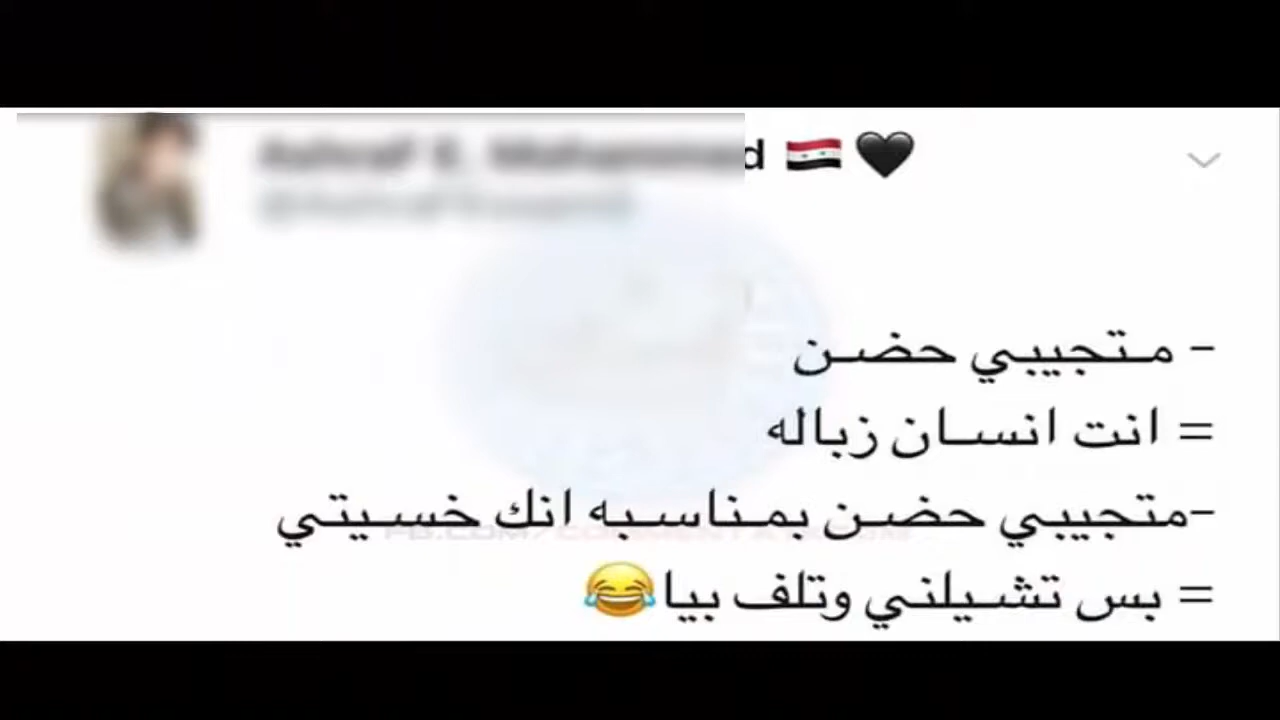 d 🇸🇾 🖤
- متجيبي حضن
= انت انسان زباله
-متجيبي حضن بمناسبه انك خسيتي
= بس تشيلني وتلف بيا😂